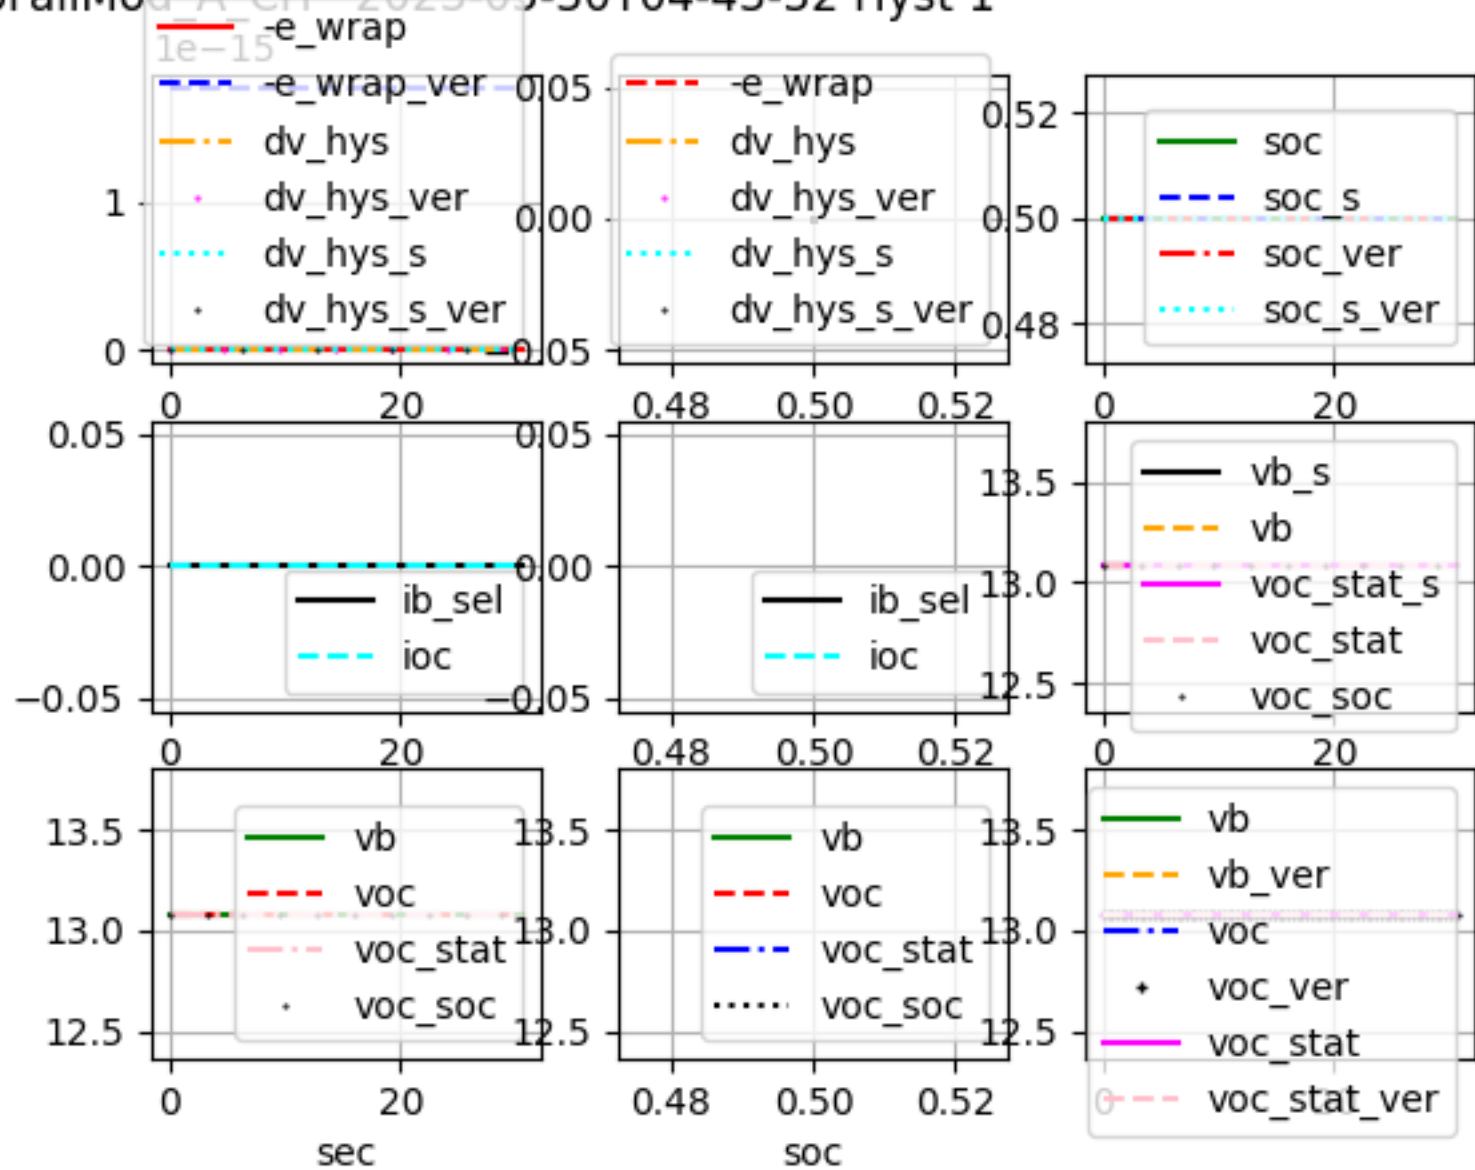 Hyst 1
1e−15
-e_wrap
-e_wrap_ver
dv_hys
dv_hys_ver
dv_hys_s
dv_hys_s_ver
1
0
0 20
-e_wrap
dv_hys
dv_hys_ver
dv_hys_s
dv_hys_s_ver
0.05
0.00
−0.05
0.48 0.50 0.52
soc
soc_s
soc_ver
soc_s_ver
0.52
0.50
0.48
0 20
0.05
0.00
−0.05
ib_sel
ioc
0 20
0.05
0.00
−0.05
ib_sel
ioc
0.48 0.50 0.52
13.5
13.0
12.5
vb_s
vb
voc_stat_s
voc_stat
voc_soc
0 20
13.5
13.0
12.5
vb
voc
voc_stat
voc_soc
0 20
sec
13.5
13.0
12.5
vb
voc
voc_stat
voc_soc
0.48 0.50 0.52
soc
13.5
13.0
12.5
vb
vb_ver
voc
voc_ver
voc_stat
voc_stat_ver
0